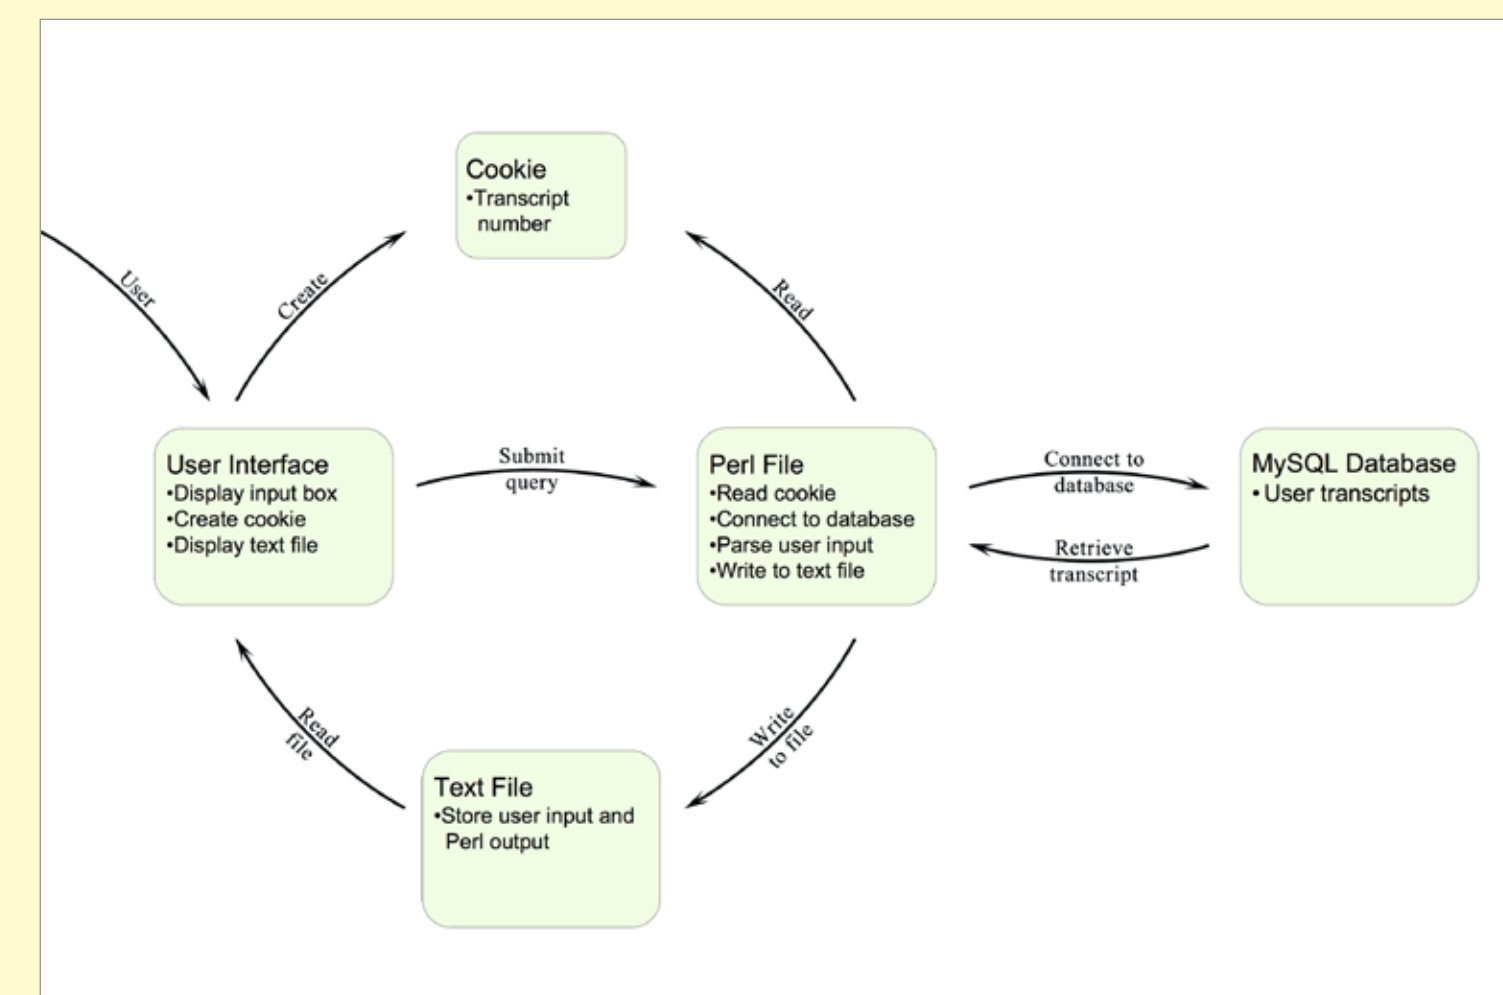 Cookie
•Transcript
number
User
Create
Read
User Interface
•Display input box
•Create cookie
•Display text file
Submit
query
Perl File
•Read cookie
•Connect to database
•Parse user input
•Write to text file
Connect to
database
Retrieve
transcript
MySQL Database
• User transcripts
Read
file
Write
to file
Text File
•Store user input and
Perl output